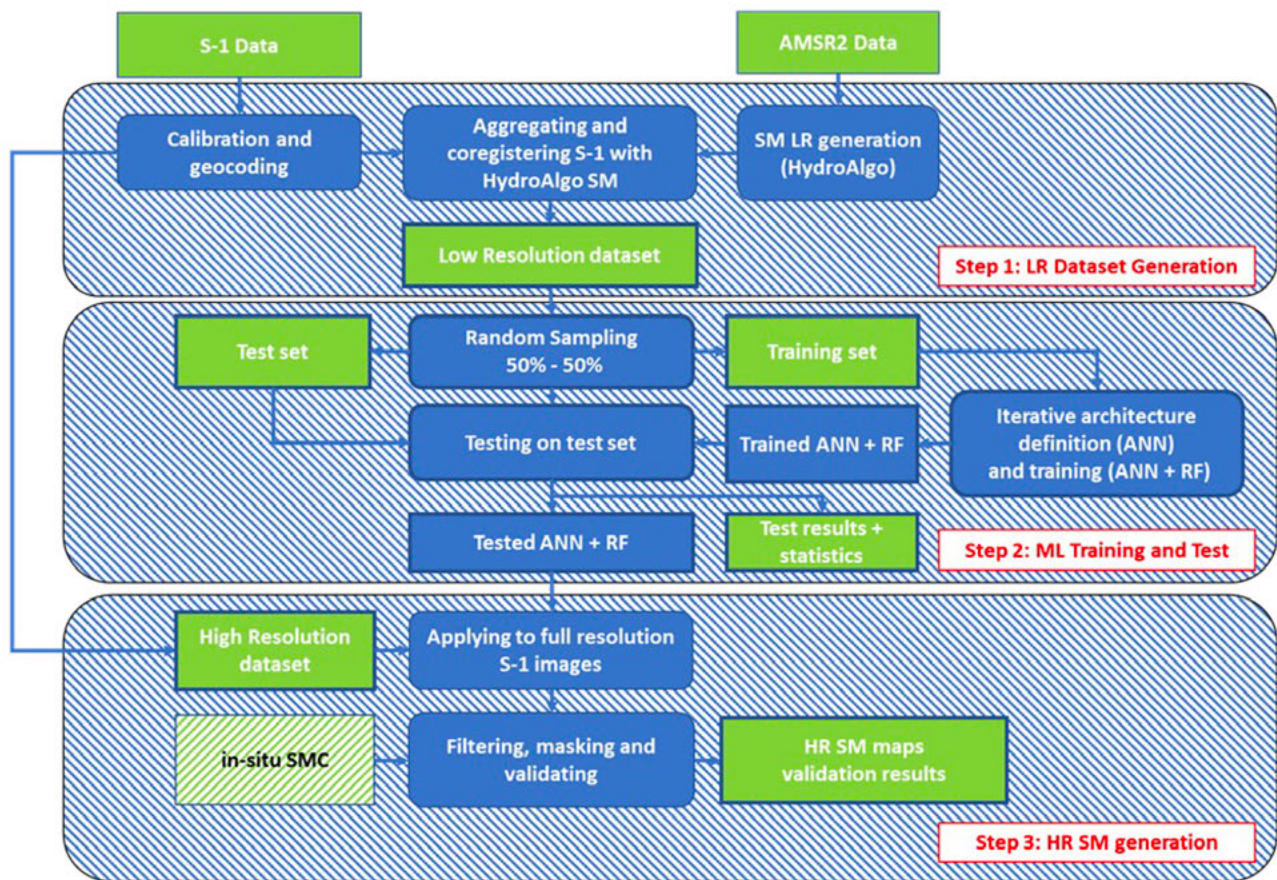 S-1 Data
AMSR2 Data
Calibration and
geocoding
Aggregating and
coregistering S-1 with
HydroAlgo SM
SM LR generation
(HydroAlgo)
Low Resolution dataset
Step 1: LR Dataset Generation
Test set
Random Sampling
50% - 50%
Training set
Testing on test set
Trained ANN + RF
Iterative architecture
definition (ANN)
and training (ANN + RF)
Tested ANN + RF
Test results +
statistics
Step 2: ML Training and Test
High Resolution
dataset
Applying to full resolution
S-1 images
in-situ SMC
Filtering, masking and
validating
HR SM maps
validation results
Step 3: HR SM generation